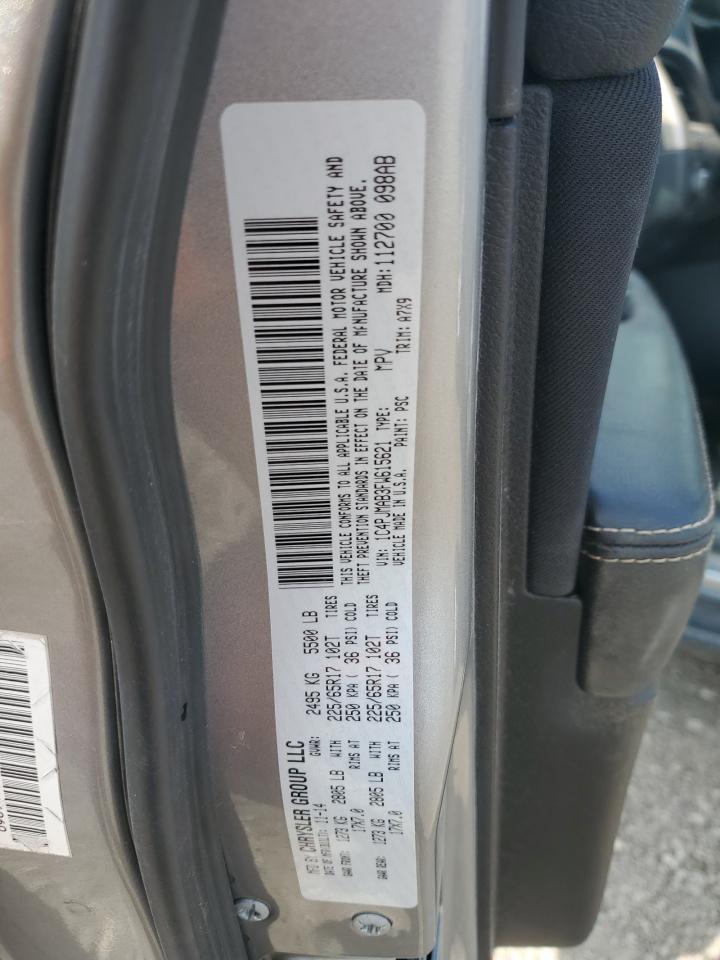 MFD BY: CHRYSLER GROUP LLC
DATE OF MFD(BUILT): 11-14 GVWR: 2495 KG 5500 LB
GAWR FRONT: 1273 KG 2805 LB WITH 225/65R17 102T TIRES
17X7.0 RIMS AT 250 KPA ( 36 PSI) COLD
GAWR REAR: 1273 KG 2805 LB WITH 225/65R17 102T TIRES
17X7.0 RIMS AT 250 KPA ( 36 PSI) COLD
THIS VEHICLE CONFORMS TO ALL APPLICABLE U.S.A. FEDERAL MOTOR VEHICLE SAFETY AND
THEFT PREVENTION STANDARDS IN EFFECT ON THE DATE OF MANUFACTURE SHOWN ABOVE.
VIN: 1C4PJMAB3FW615621 TYPE: MPV MDH:112700 098AB
VEHICLE MADE IN U.S.A. PAINT: PSC TRIM: A7X9